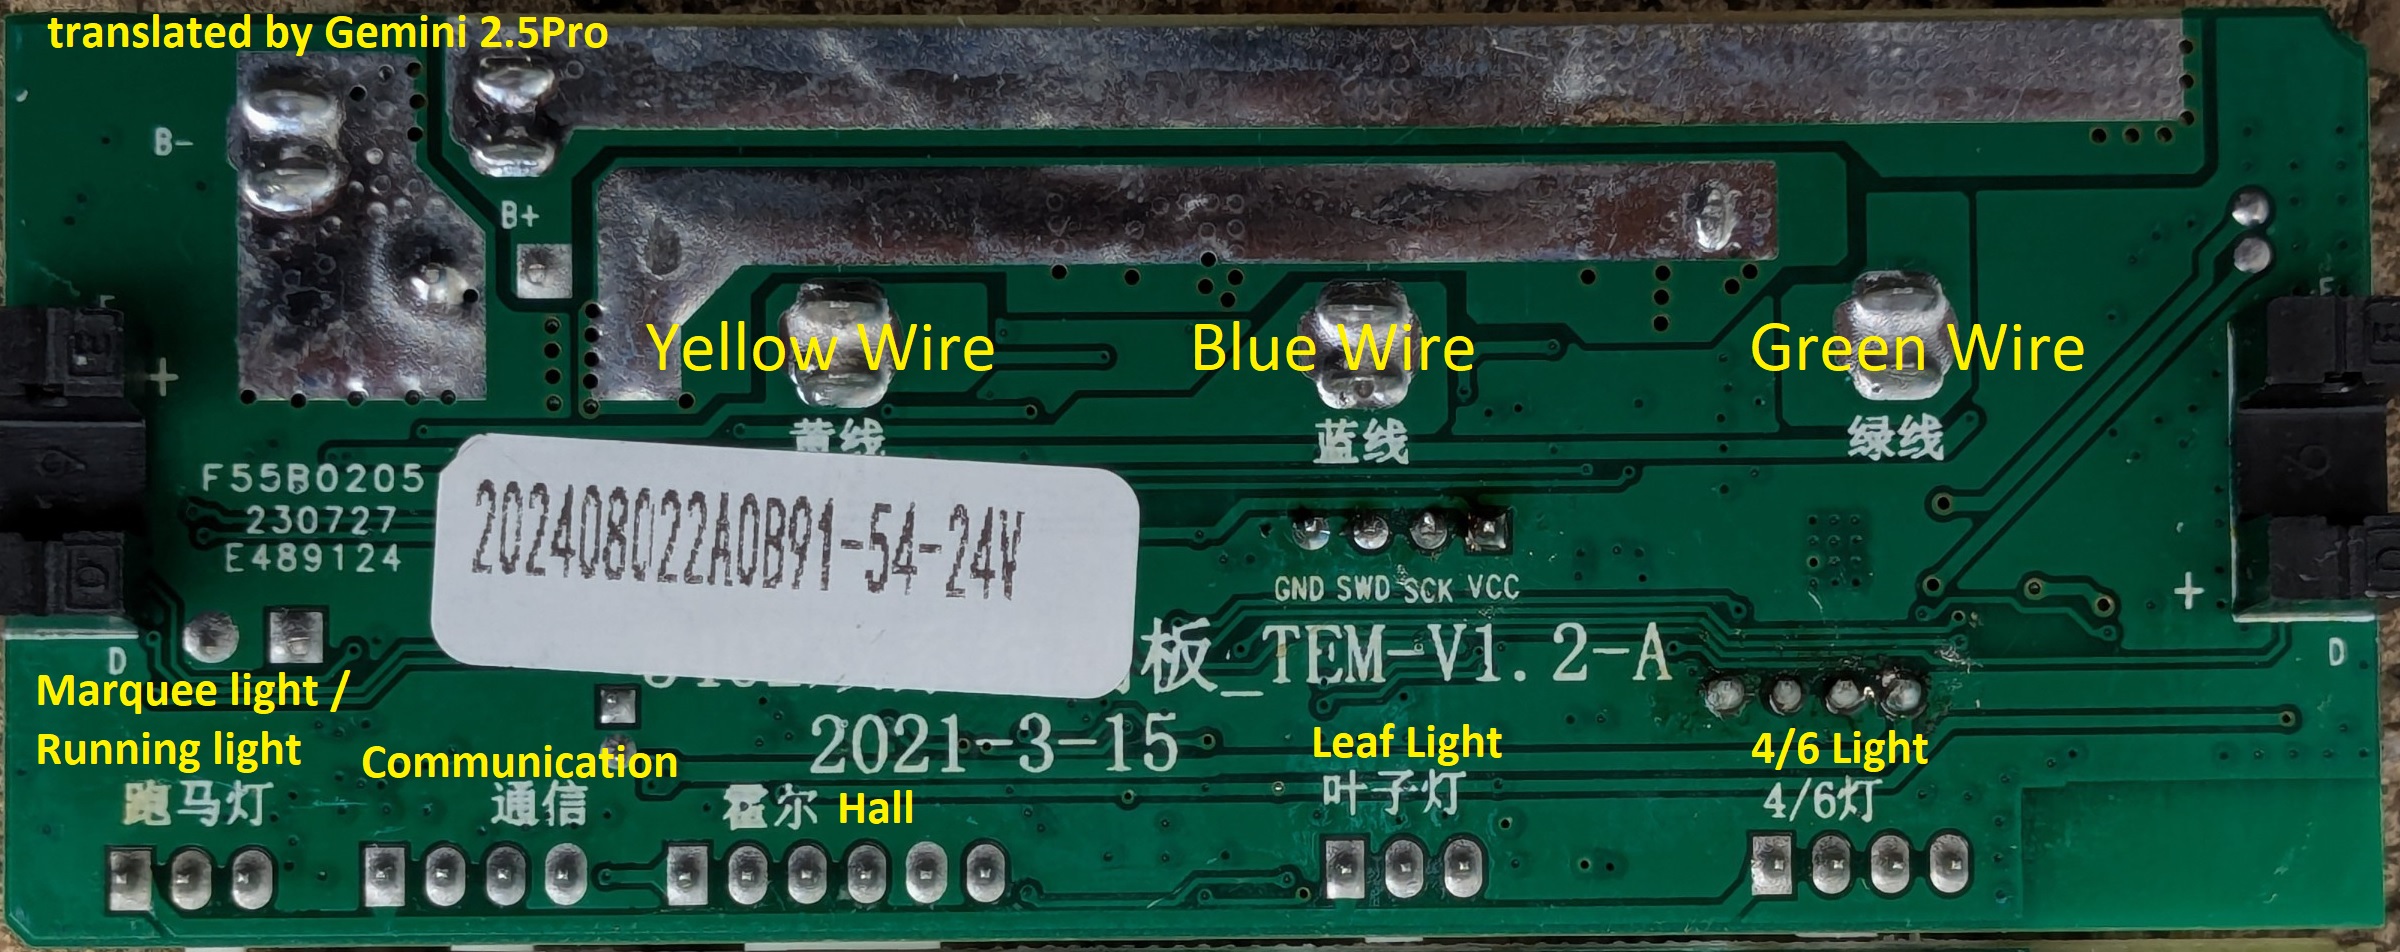 translated by Gemini 2.5Pro
B-
B+
Yellow Wire
Blue Wire
Green Wire
黄线
蓝线
绿线
+
F55B0205
230727
E489124
202408022A0B91-54-24V
GND SWD SCK VCC
+
D
D
板_TEM-V1.2-A
2021-3-15
Marquee light /
Running light
Communication
Hall
Leaf Light
4/6 Light
跑马灯
通信
霍尔
叶子灯
4/6灯